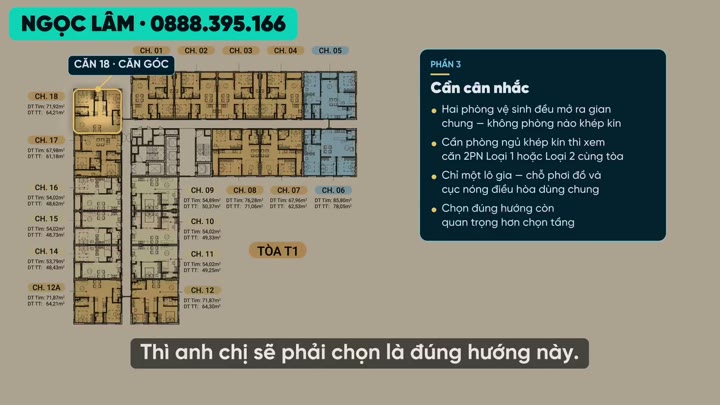 NGỌC LÂM · 0888.395.166
CH. 01
CH. 02
CH. 03
CH. 04
CH. 05
CĂN 18 · CĂN GÓC
CH. 18
DT Tim: 71,92m²
DT TT: 64,21m²
CH. 17
DT Tim: 67,98m²
DT TT: 61,18m²
CH. 16
DT Tim: 54,02m²
DT TT: 48,62m²
CH. 15
DT Tim: 54,02m²
DT TT: 48,73m²
CH. 14
DT Tim: 53,79m²
DT TT: 48,43m²
CH. 12A
DT Tim: 71,87m²
DT TT: 64,21m²
CH. 09
DT Tim: 54,89m²
DT TT: 50,37m²
CH. 08
DT Tim: 76,28m²
DT TT: 71,06m²
CH. 07
DT Tim: 67,96m²
DT TT: 62,53m²
CH. 06
DT Tim: 85,80m²
DT TT: 78,05m²
CH. 10
DT Tim: 54,02m²
DT TT: 49,33m²
CH. 11
DT Tim: 54,02m²
DT TT: 49,25m²
CH. 12
DT Tim: 71,87m²
DT TT: 64,30m²
TÒA T1
PHẦN 3
Cần cân nhắc
Hai phòng vệ sinh đều mở ra gian
chung — không phòng nào khép kín
Cần phòng ngủ khép kín thì xem
căn 2PN Loại 1 hoặc Loại 2 cùng tòa
Chỉ một lô gia — chỗ phơi đồ và
cục nóng điều hòa dùng chung
Chọn đúng hướng còn
quan trọng hơn chọn tầng
Thì anh chị sẽ phải chọn là đúng hướng này.